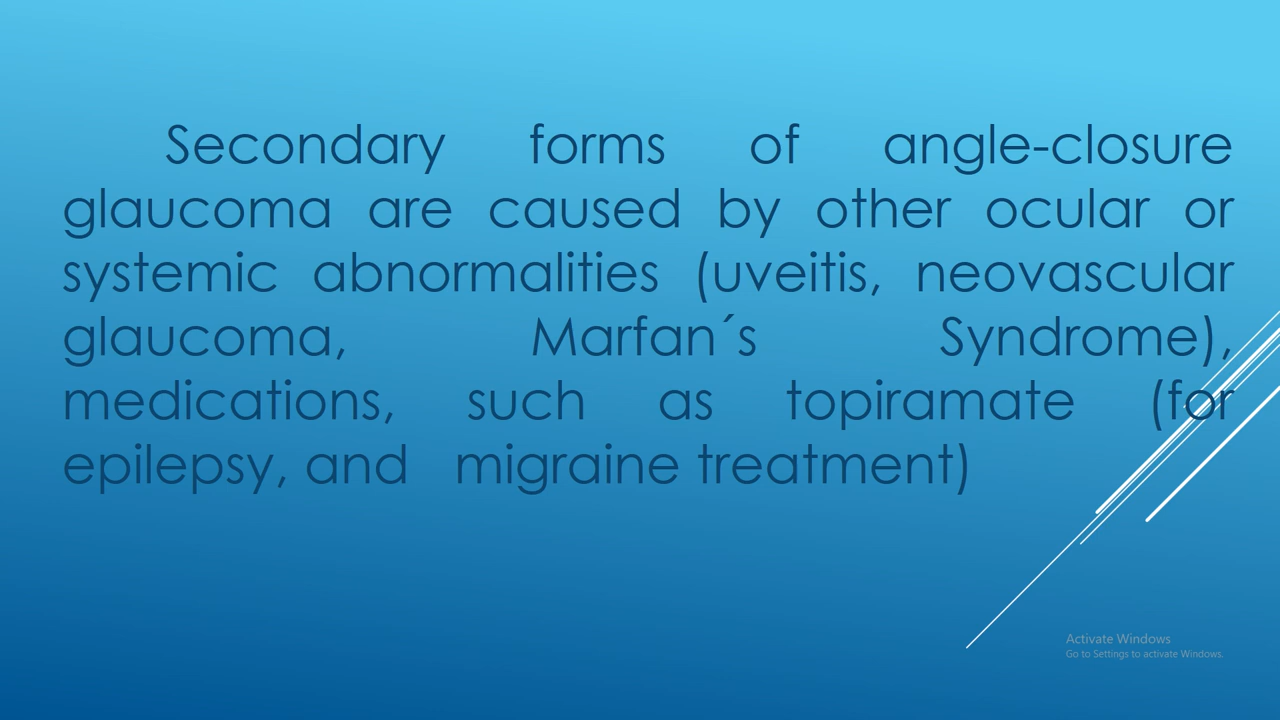 Secondary forms of angle-closure
glaucoma are caused by other ocular or
systemic abnormalities (uveitis, neovascular
glaucoma, Marfan´s Syndrome),
medications, such as topiramate (for
epilepsy, and migraine treatment)
Activate Windows
Go to Settings to activate Windows.